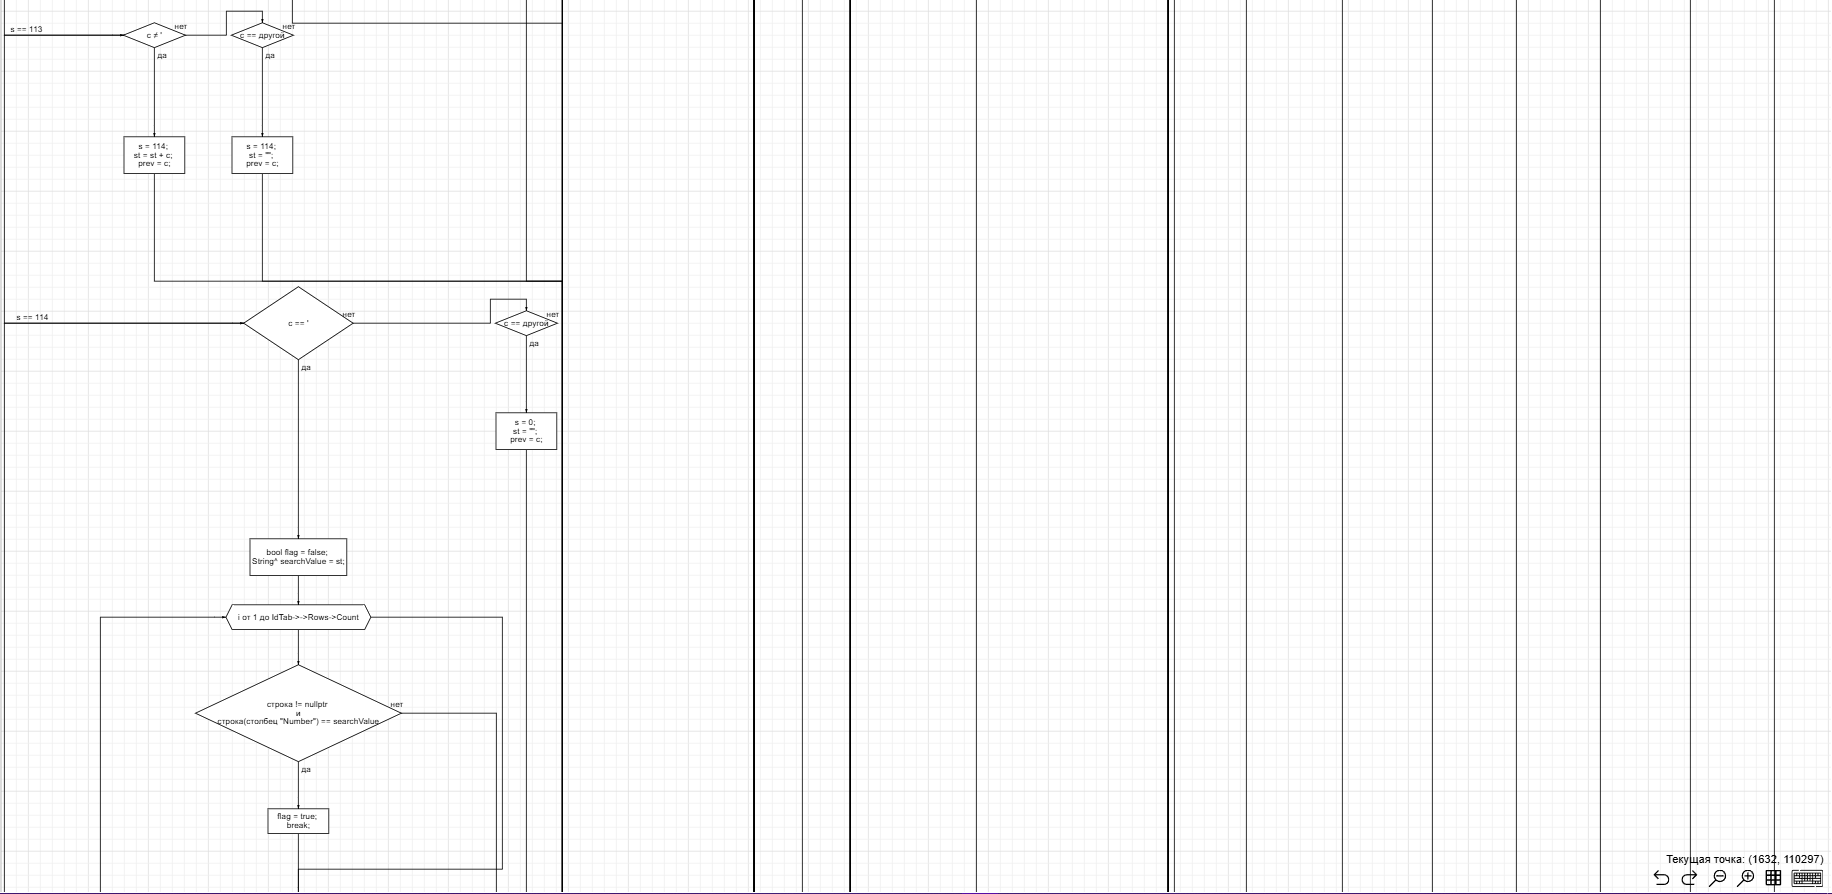 s == 113
c ≠ '
нет
c == другой
нет
да
да
s = 114;
st = st + c;
prev = c;
s = 114;
st = "";
prev = c;
s == 114
c == '
нет
c == другой
нет
да
да
s = 0;
st = "";
prev = c;
bool flag = false;
String^ searchValue = st;
i от 1 до IdTab->->Rows->Count
строка != nullptr
и
строка(столбец "Number") == searchValue
нет
да
flag = true;
break;
Текущая точка: (1632, 110297)